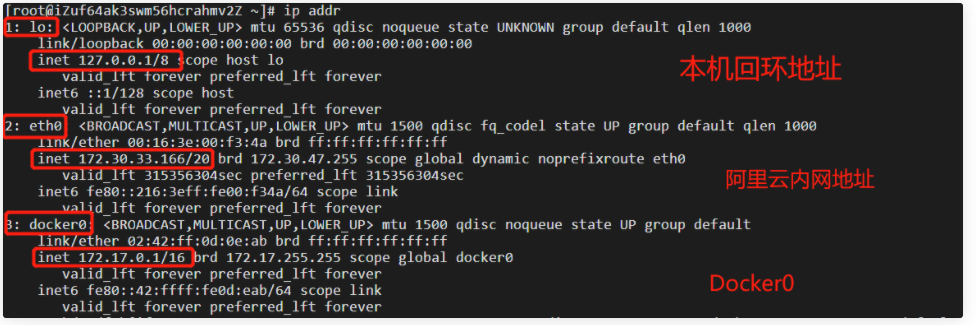 [root@iZuf64ak3swm56hcrahmv2Z ~]# ip addr
1: lo: <LOOPBACK,UP,LOWER_UP> mtu 65536 qdisc noqueue state UNKNOWN group default qlen 1000
link/loopback 00:00:00:00:00:00 brd 00:00:00:00:00:00
inet 127.0.0.1/8 scope host lo
本机回环地址
valid_lft forever preferred_lft forever
inet6 ::1/128 scope host
valid_lft forever preferred_lft forever
2: eth0: <BROADCAST,MULTICAST,UP,LOWER_UP> mtu 1500 qdisc fq_codel state UP group default qlen 1000
link/ether 00:16:3e:00:f3:4a brd ff:ff:ff:ff:ff:ff
inet 172.30.33.166/20 brd 172.30.47.255 scope global dynamic noprefixroute eth0
valid_lft 315356304sec preferred_lft 315356304sec
阿里云内网地址
inet6 fe80::216:3eff:fe00:f34a/64 scope link
valid_lft forever preferred_lft forever
3: docker0: <BROADCAST,MULTICAST,UP,LOWER_UP> mtu 1500 qdisc noqueue state UP group default
link/ether 02:42:ff:0d:0e:ab brd ff:ff:ff:ff:ff:ff
inet 172.17.0.1/16 brd 172.17.255.255 scope global docker0
valid_lft forever preferred_lft forever
Docker0
inet6 fe80::42:ffff:fe0d:eab/64 scope link
valid_lft forever preferred_lft forever